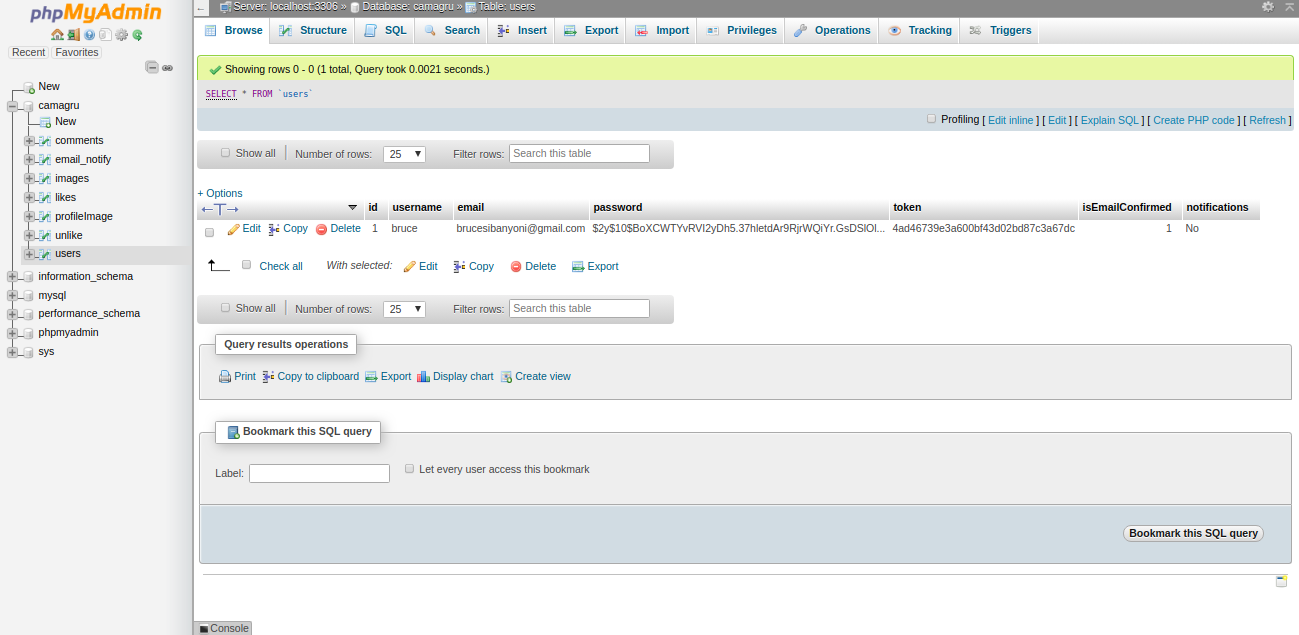 phpMyAdmin
Recent Favorites
New
camagru
New
comments
email_notify
images
likes
profileImage
unlike
users
information_schema
mysql
performance_schema
phpmyadmin
sys
Server: localhost:3306 » Database: camagru » Table: users
Browse Structure SQL Search Insert Export Import Privileges Operations Tracking Triggers
Showing rows 0 - 0 (1 total, Query took 0.0021 seconds.)
SELECT * FROM `users`
Profiling [ Edit inline ] [ Edit ] [ Explain SQL ] [ Create PHP code ] [ Refresh ]
Show all Number of rows: 25 Filter rows: Search this table
+ Options
id username email password token isEmailConfirmed notifications
Edit Copy Delete 1 bruce brucesibanyoni@gmail.com $2y$10$BoXCWTYvRVI2yDh5.37hletdAr9RjrWQiYr.GsDSlOl... 4ad46739e3a600bf43d02bd87c3a67dc 1 No
Check all With selected: Edit Copy Delete Export
Show all Number of rows: 25 Filter rows: Search this table
Query results operations
Print Copy to clipboard Export Display chart Create view
Bookmark this SQL query
Label: Let every user access this bookmark
Bookmark this SQL query
Console